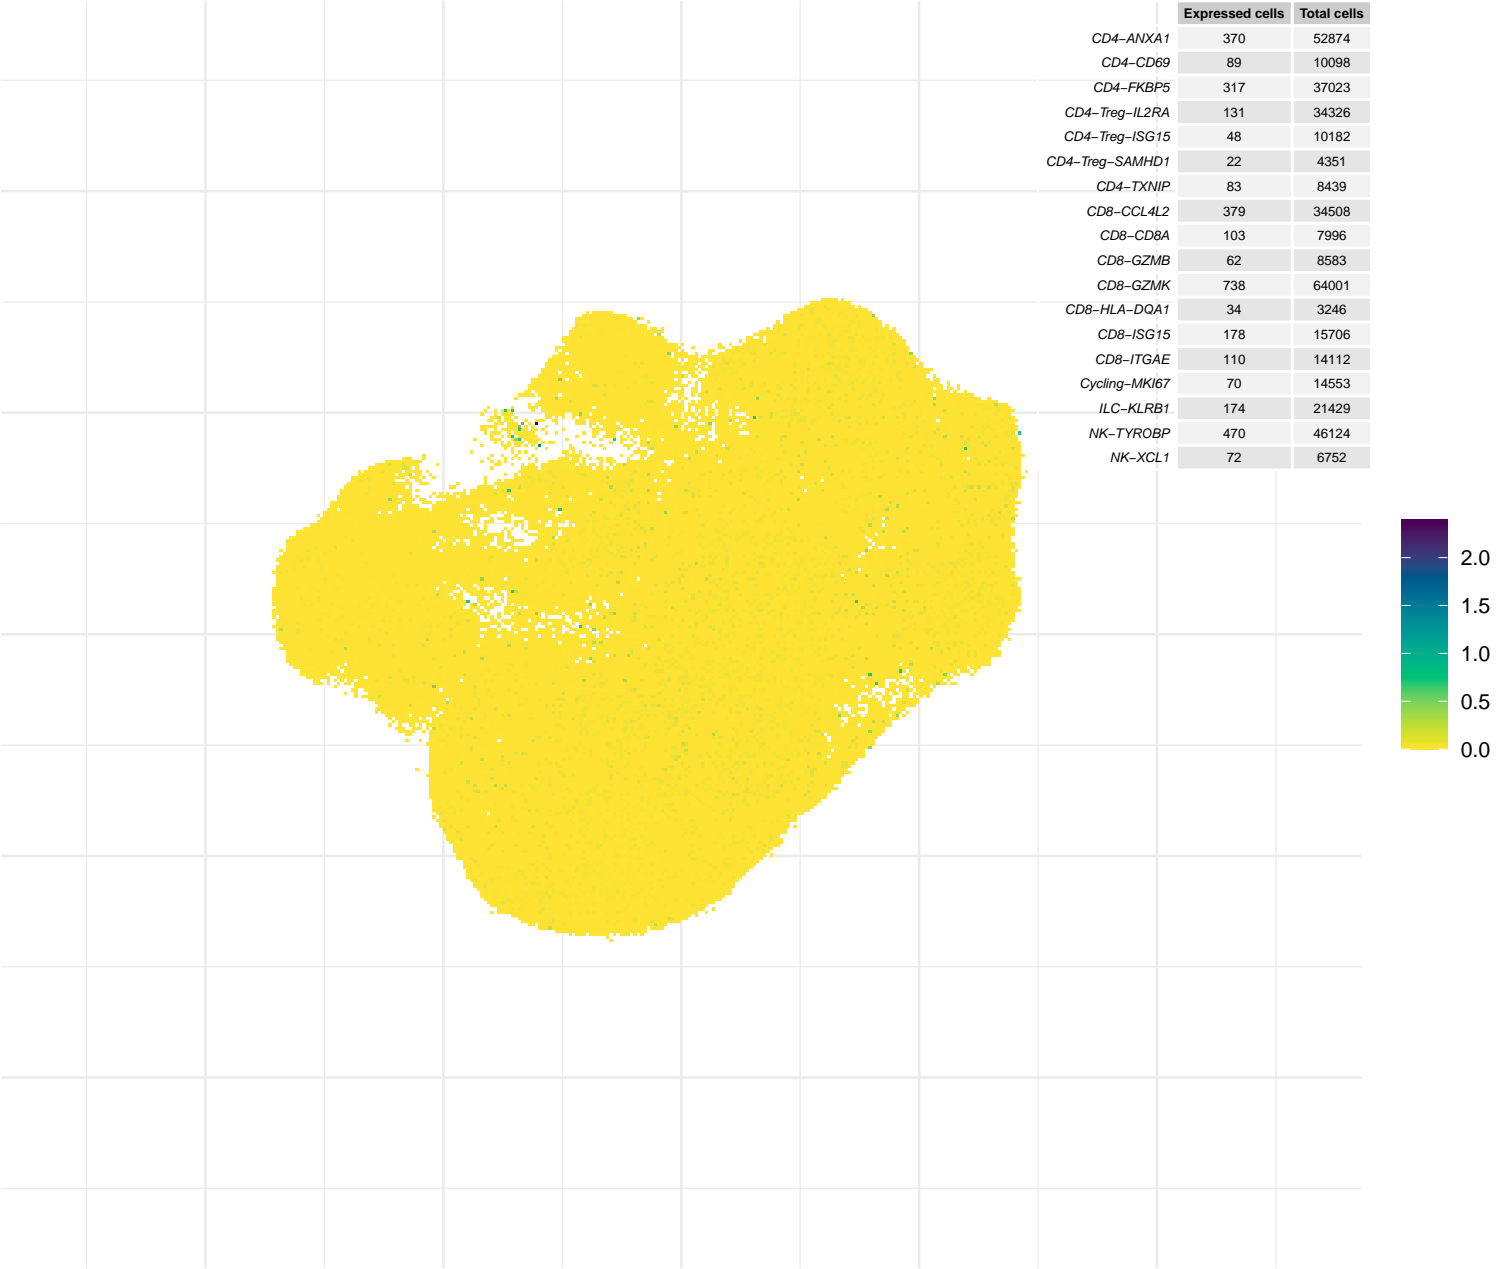 Expressed cells Total cells
CD4−ANXA1 370 52874
CD4−CD69 89 10098
CD4−FKBP5 317 37023
CD4−Treg−IL2RA 131 34326
CD4−Treg−ISG15 48 10182
CD4−Treg−SAMHD1 22 4351
CD4−TXNIP 83 8439
CD8−CCL4L2 379 34508
CD8−CD8A 103 7996
CD8−GZMB 62 8583
CD8−GZMK 738 64001
CD8−HLA−DQA1 34 3246
CD8−ISG15 178 15706
CD8−ITGAE 110 14112
Cycling−MKI67 70 14553
ILC−KLRB1 174 21429
NK−TYROBP 470 46124
NK−XCL1 72 6752
2.0
1.5
1.0
0.5
0.0